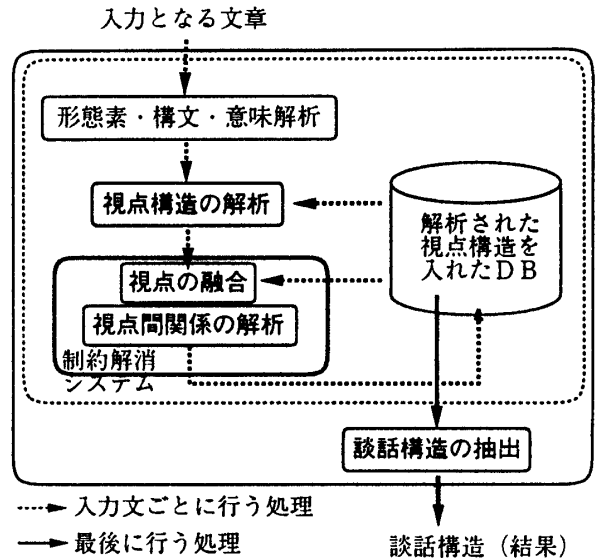 入力となる文章
形態素・構文・意味解析
視点構造の解析
解析された
視点構造を
入れたＤＢ
視点の融合
視点間関係の解析
制約解消
システム
談話構造の抽出
入力文ごとに行う処理
最後に行う処理
談話構造（結果）